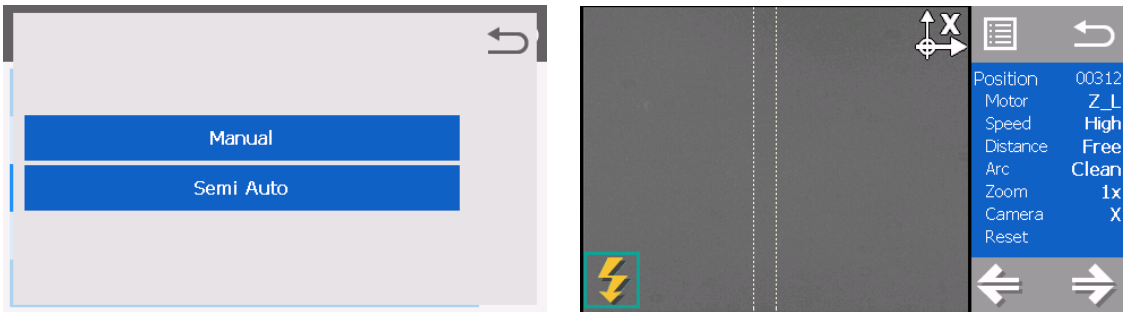 Manual
Semi Auto
X
Position 00312
Motor Z_L
Speed High
Distance Free
Arc Clean
Zoom 1x
Camera X
Reset